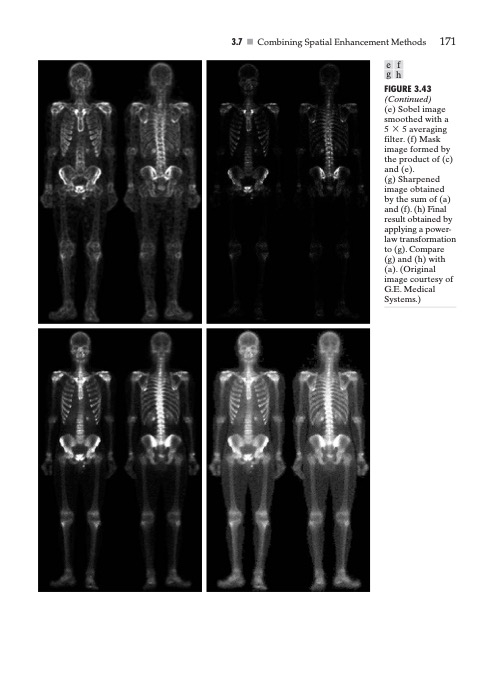 3.7 ■ Combining Spatial Enhancement Methods 171
e f
g h
FIGURE 3.43
(Continued)
(e) Sobel image
smoothed with a
5 × 5 averaging
filter. (f) Mask
image formed by
the product of (c)
and (e).
(g) Sharpened
image obtained
by the sum of (a)
and (f). (h) Final
result obtained by
applying a power-
law transformation
to (g). Compare
(g) and (h) with
(a). (Original
image courtesy of
G.E. Medical
Systems.)